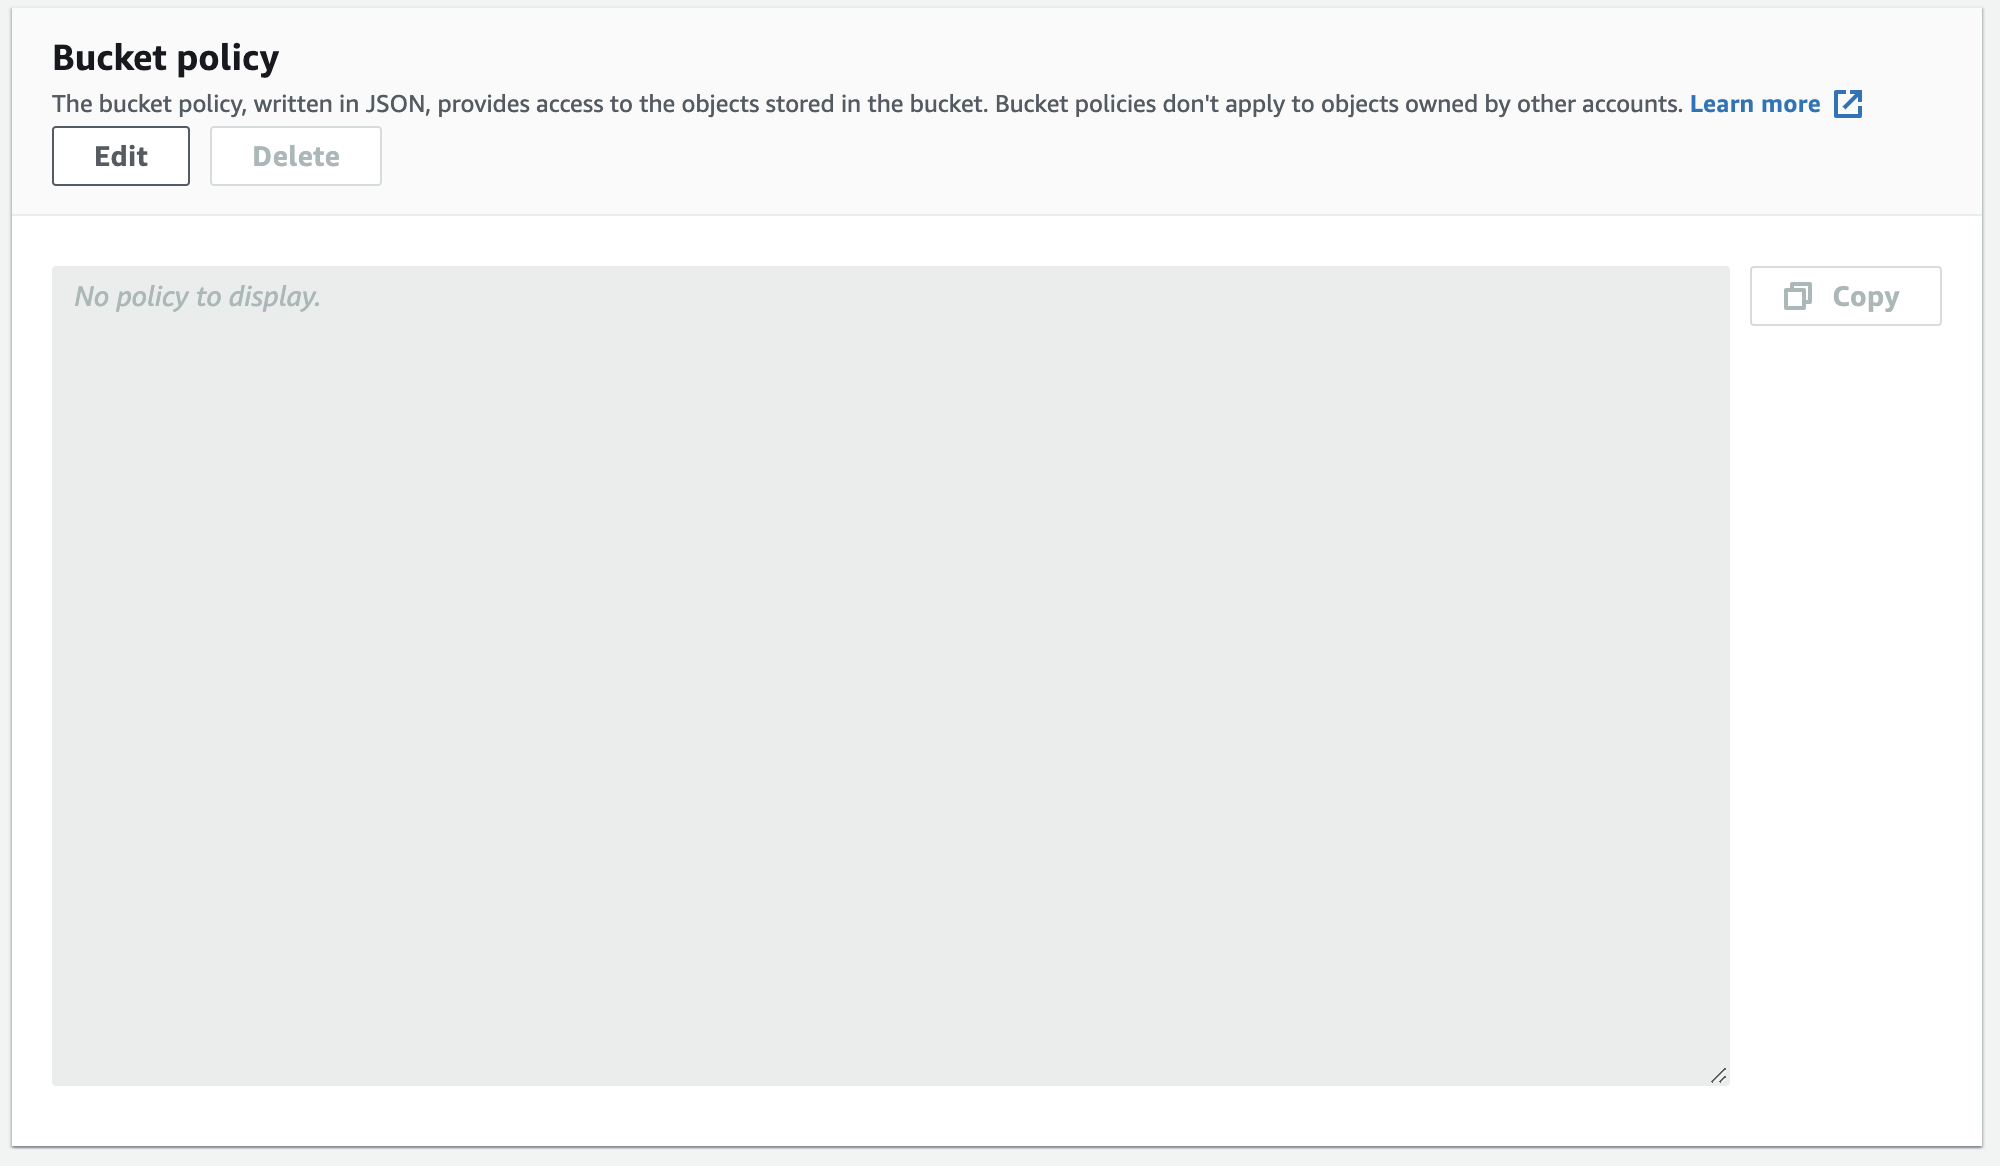 Bucket policy
The bucket policy, written in JSON, provides access to the objects stored in the bucket. Bucket policies don't apply to objects owned by other accounts. Learn more
Edit Delete
No policy to display.
Copy